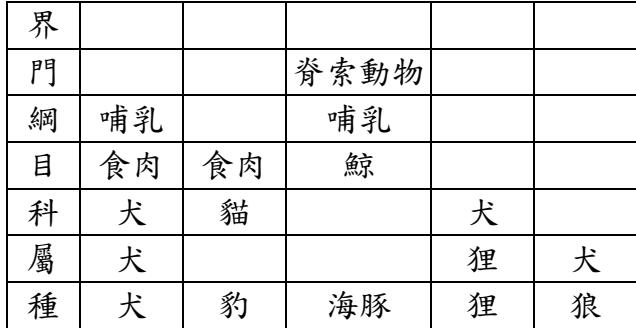 界
門 脊索動物
綱 哺乳 哺乳
目 食肉 食肉 鯨
科 犬 貓 犬
屬 犬 狸 犬
種 犬 豹 海豚 狸 狼